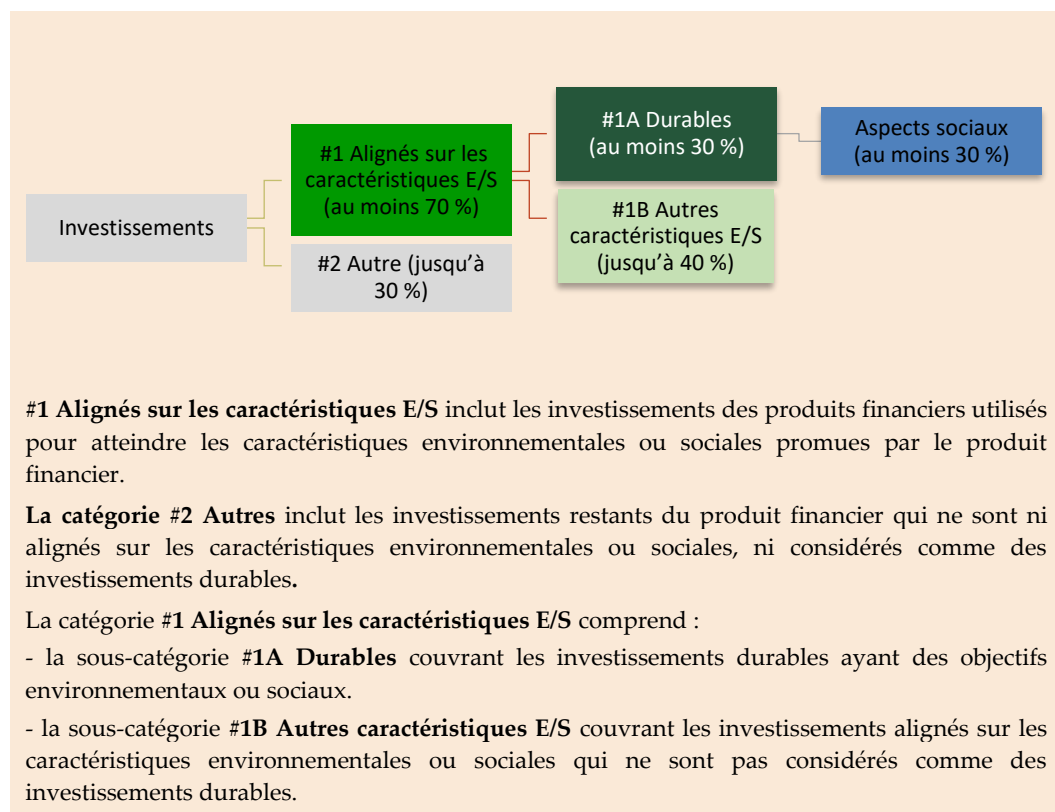 Investissements
#1 Alignés sur les
caractéristiques E/S
(au moins 70 %)
#2 Autre (jusqu’à
30 %)
#1A Durables
(au moins 30 %)
#1B Autres
caractéristiques E/S
(jusqu’à 40 %)
Aspects sociaux
(au moins 30 %)
#1 Alignés sur les caractéristiques E/S inclut les investissements des produits financiers utilisés
pour atteindre les caractéristiques environnementales ou sociales promues par le produit
financier.
La catégorie #2 Autres inclut les investissements restants du produit financier qui ne sont ni
alignés sur les caractéristiques environnementales ou sociales, ni considérés comme des
investissements durables.
La catégorie #1 Alignés sur les caractéristiques E/S comprend :
- la sous-catégorie #1A Durables couvrant les investissements durables ayant des objectifs
environnementaux ou sociaux.
- la sous-catégorie #1B Autres caractéristiques E/S couvrant les investissements alignés sur les
caractéristiques environnementales ou sociales qui ne sont pas considérés comme des
investissements durables.